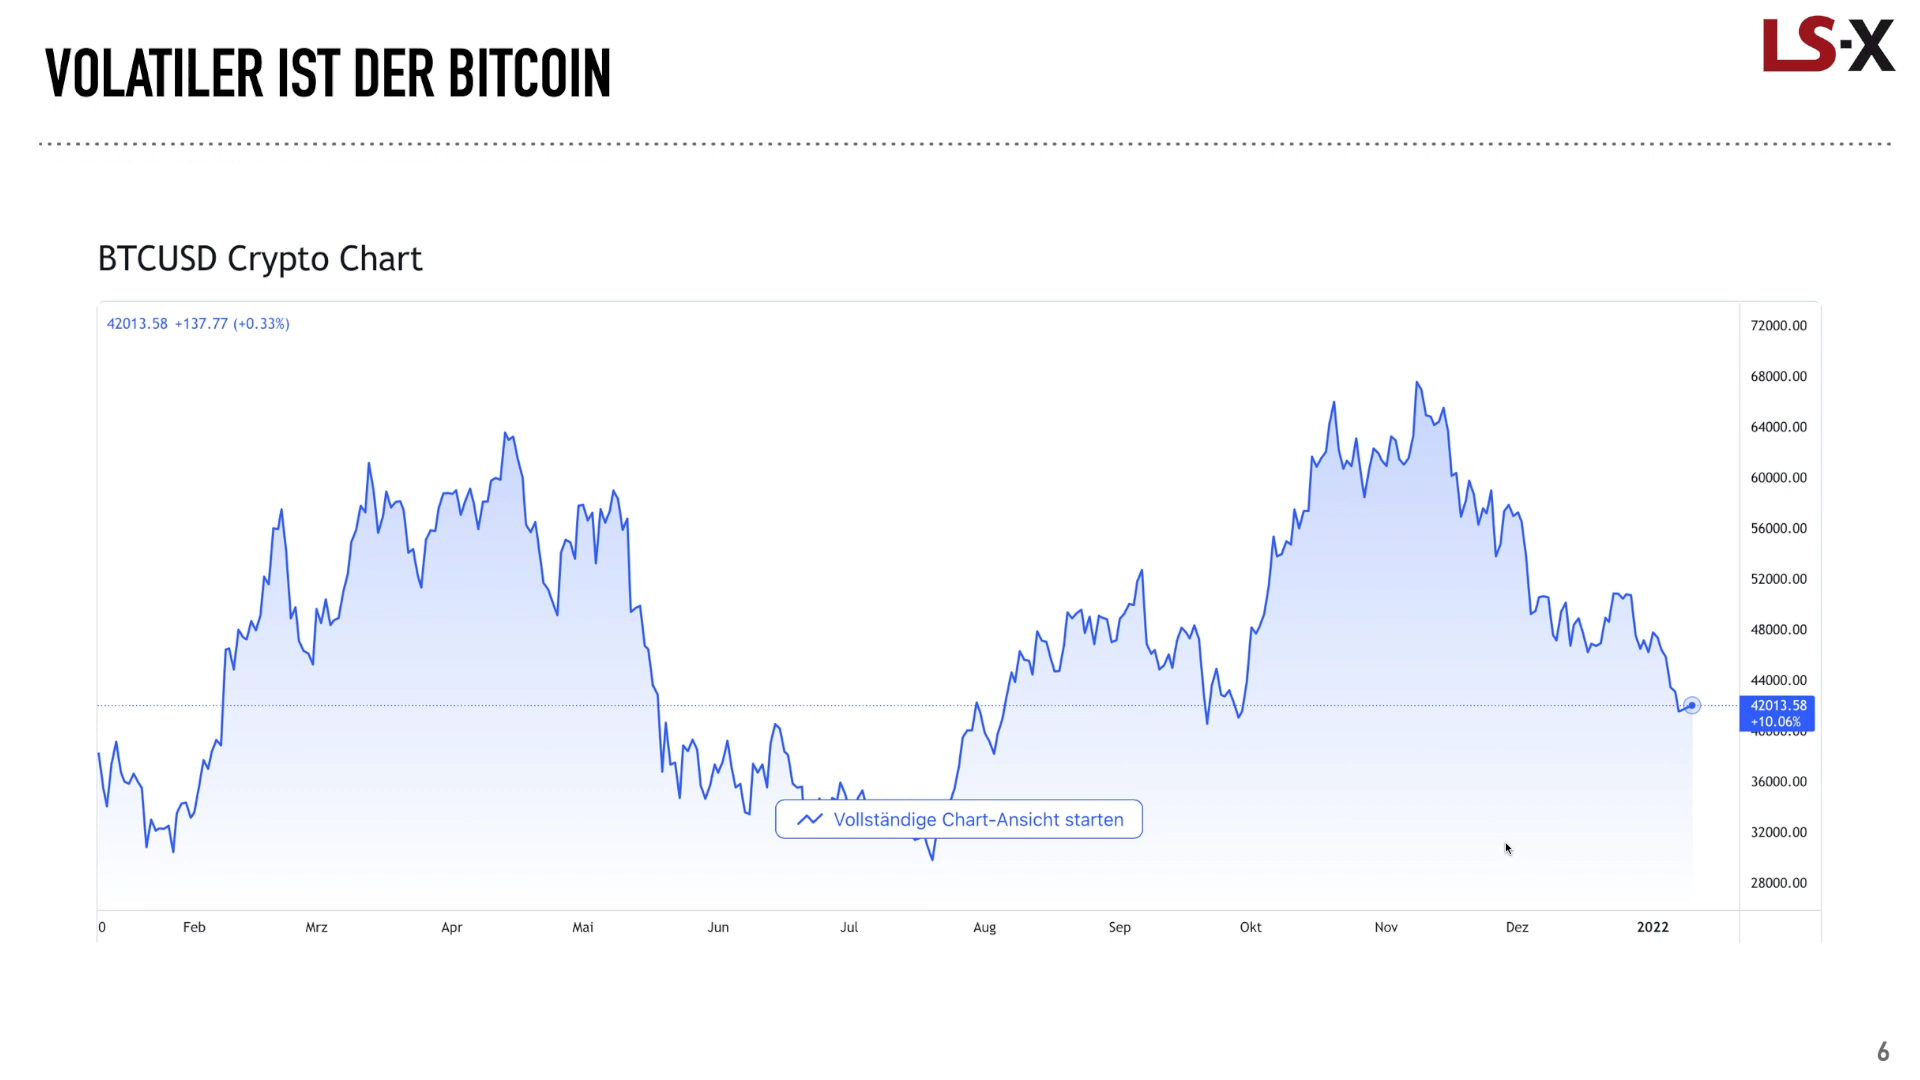 VOLATILER IST DER BITCOIN
LS-X
BTCUSD Crypto Chart
42013.58 +137.77 (+0.33%)
72000.00
68000.00
64000.00
60000.00
56000.00
52000.00
48000.00
44000.00
42013.58
+10.06%
40000.00
36000.00
32000.00
28000.00
Vollständige Chart-Ansicht starten
0 Feb Mrz Apr Mai Jun Jul Aug Sep Okt Nov Dez 2022
6